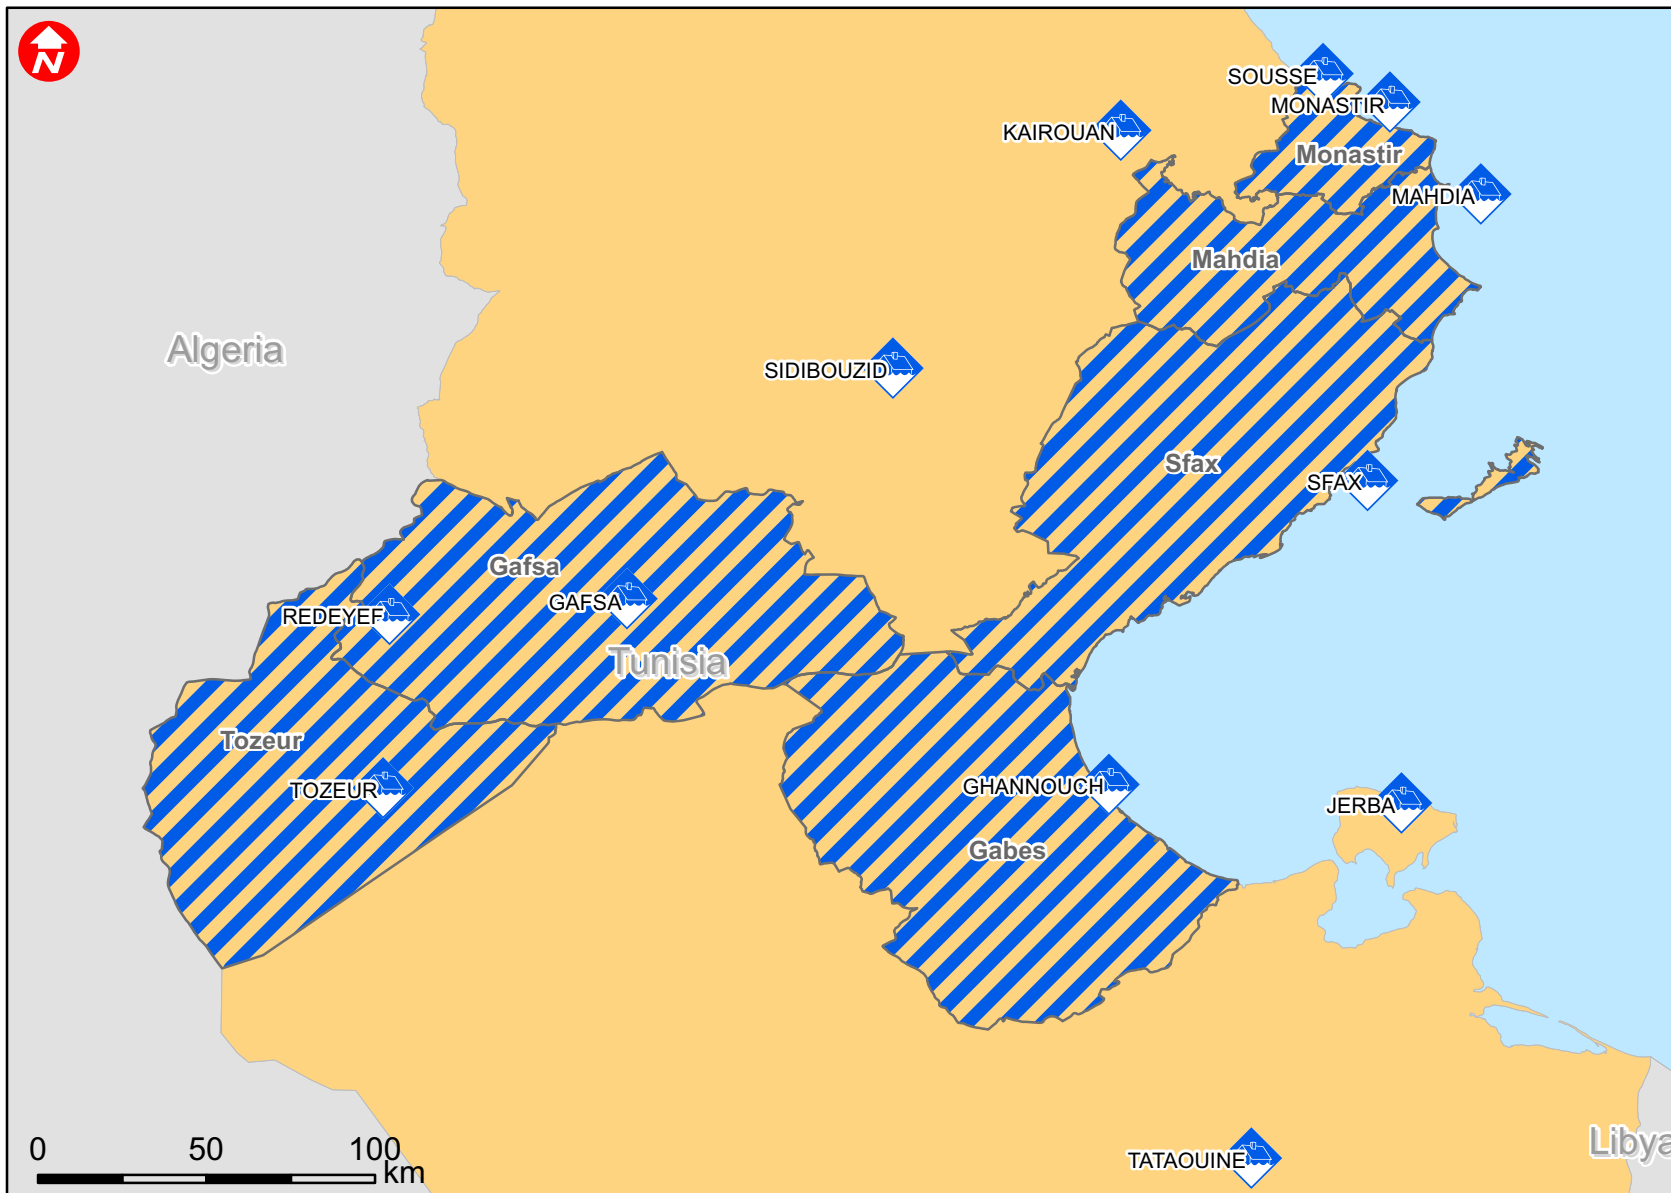 N
SOUSSE
MONASTIR
KAIROUAN
Monastir
MAHDIA
Mahdia
Algeria
SIDIBOUZID
Sfax
SFAX
Gafsa
GAFSA
REDEYEF
Tunisia
Tozeur
TOZEUR
GHANNOUCH
JERBA
Gabes
0 50 100
km
TATAOUINE
Libya